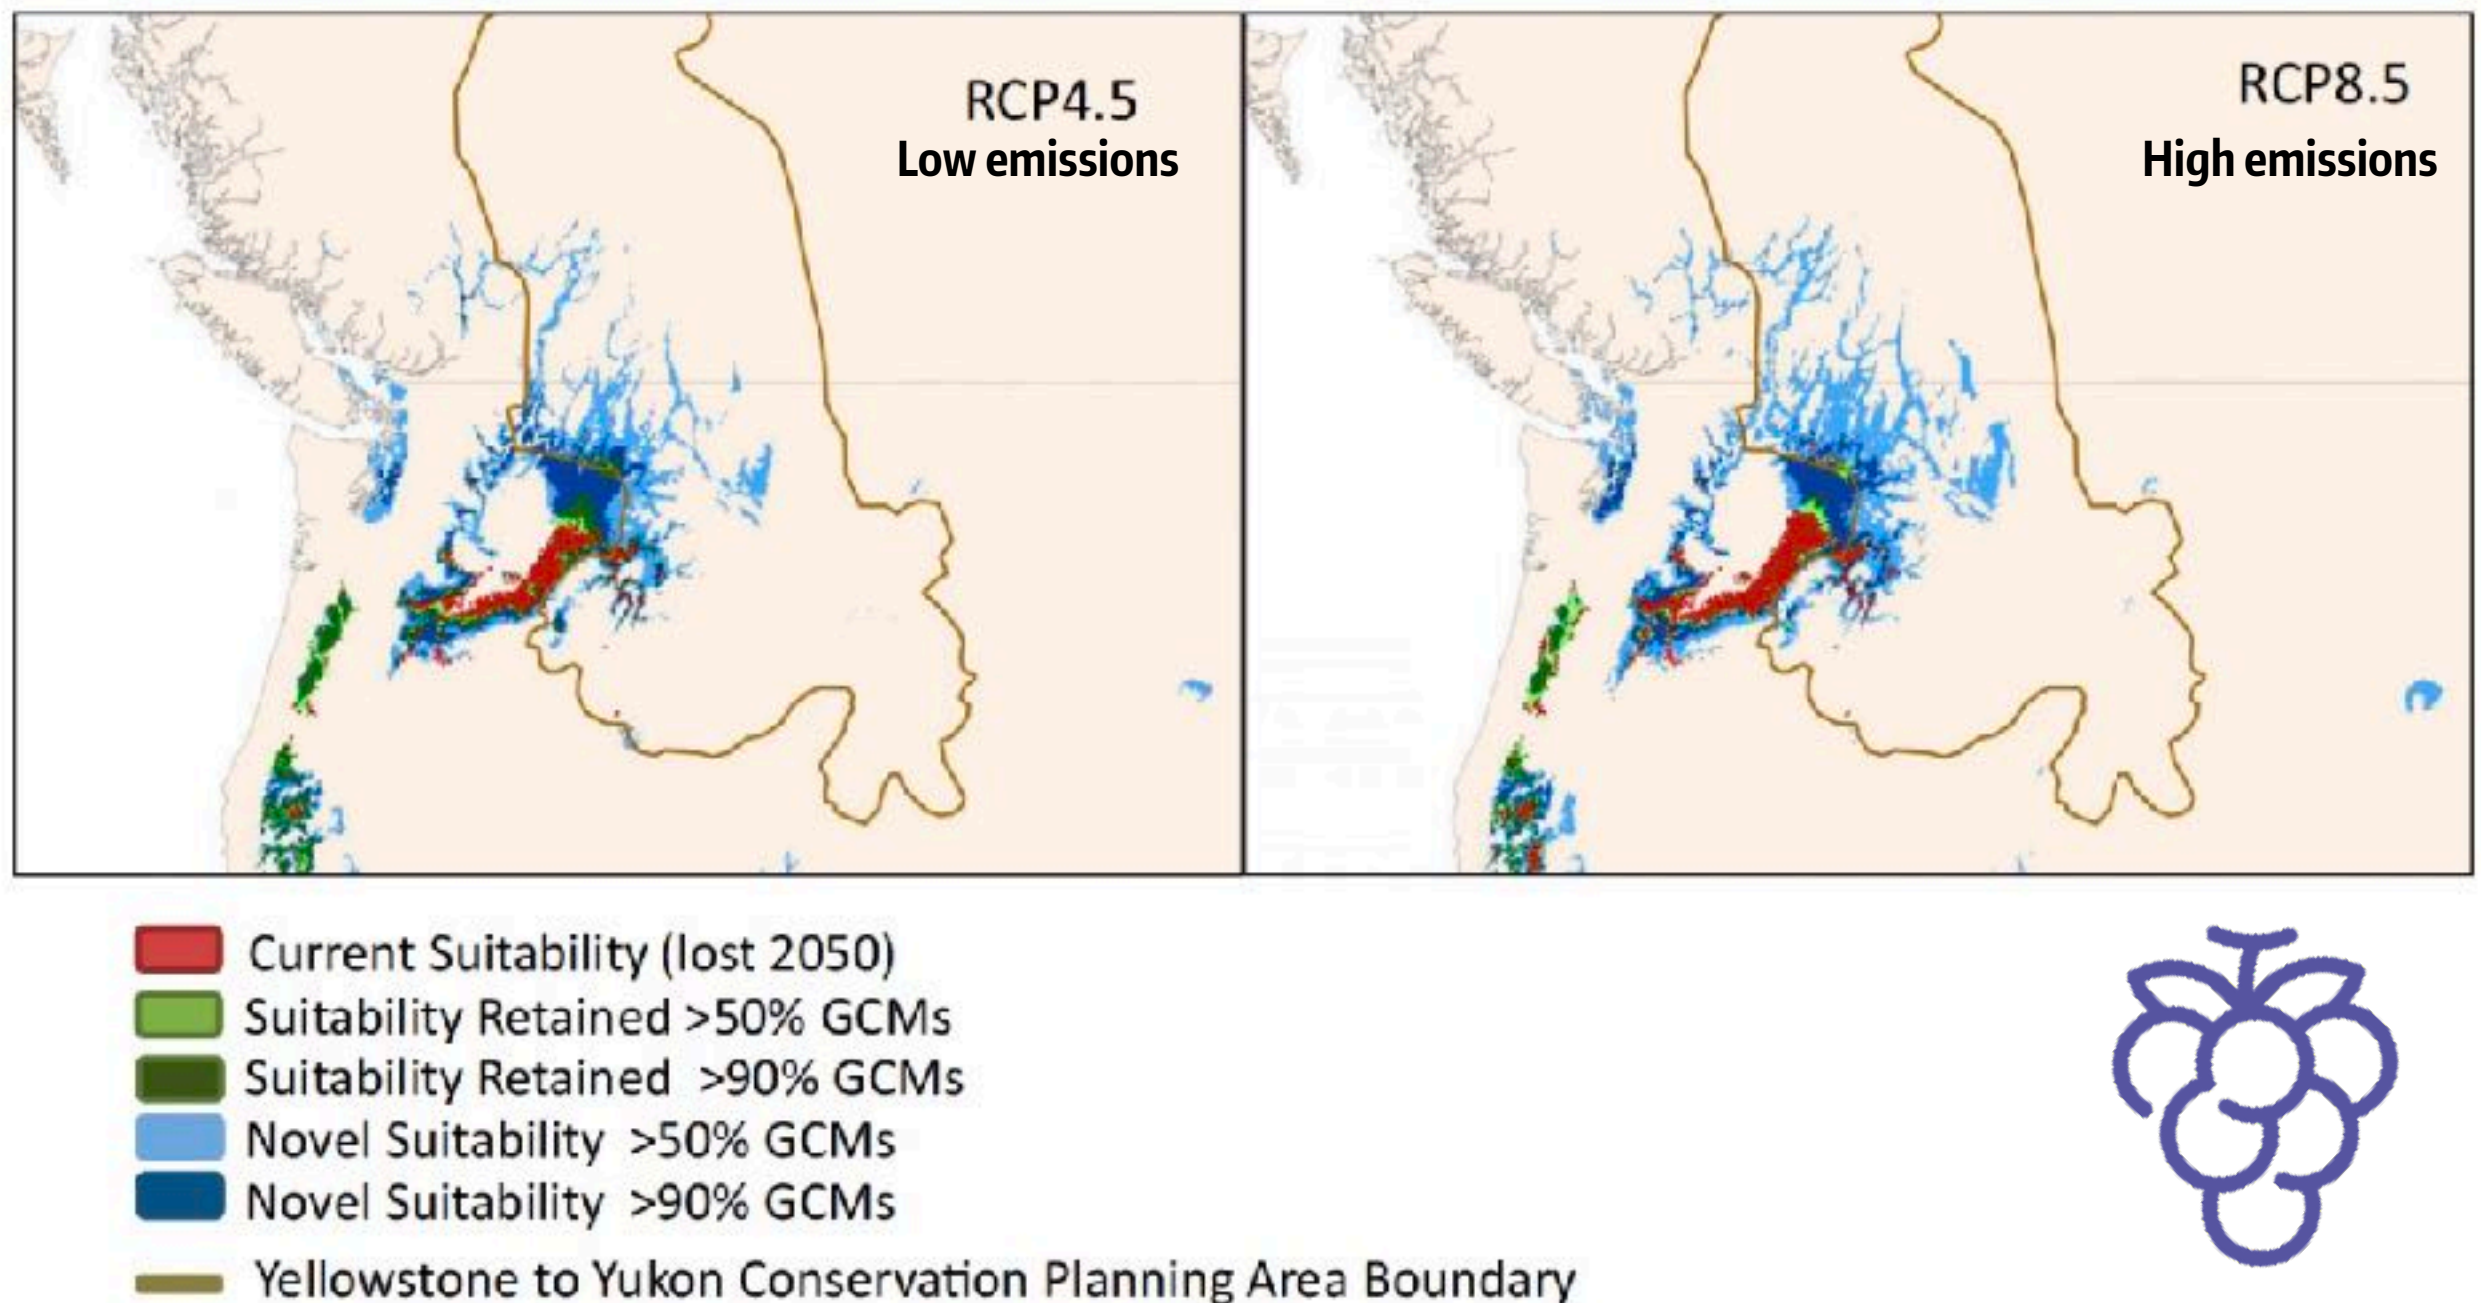 RCP4.5
Low emissions
RCP8.5
High emissions
Current Suitability (lost 2050)
Suitability Retained >50% GCMs
Suitability Retained >90% GCMs
Novel Suitability >50% GCMs
Novel Suitability >90% GCMs
Yellowstone to Yukon Conservation Planning Area Boundary